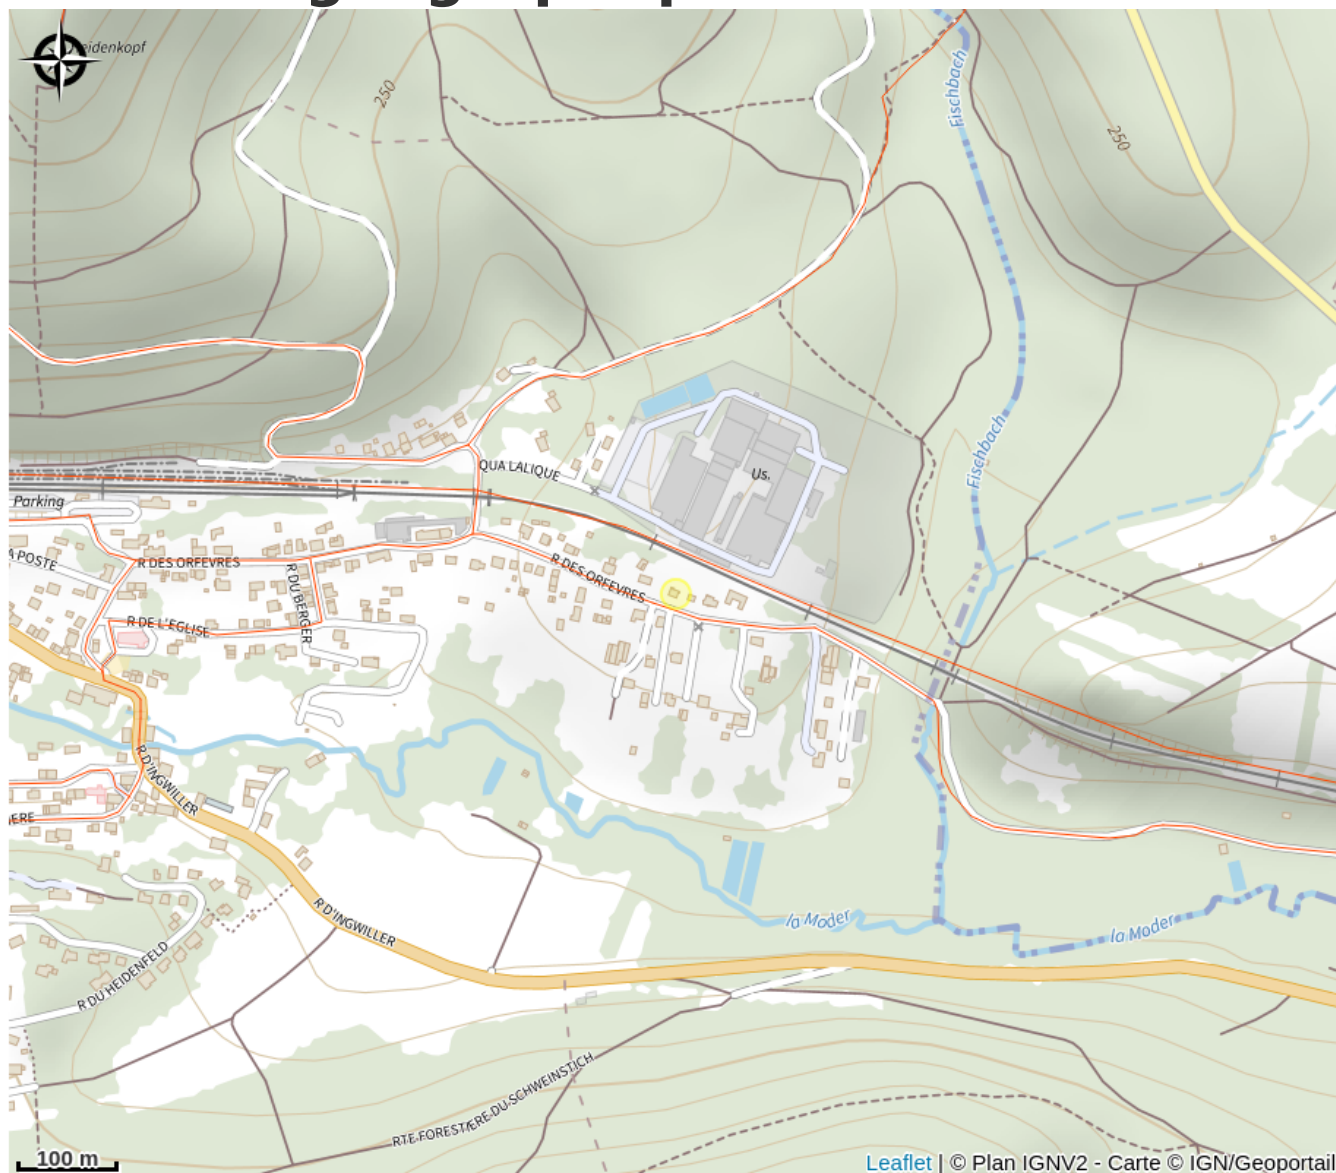 Heidenkopf
250
Fischbach
250
Fischbach
QUA LALIQUE
Us.
Parking
R DES ORFEVRES
R DES ORFEVRES
A POSTE
R DU BERGER
R DE L'EGLISE
R D'INGWILLER
ERE
R D'INGWILLER
la Moder
la Moder
R DU HEIDENFELD
RTE FORESTIERE DU SCHWEINSTICH
100 m
Leaflet | © Plan IGNV2 - Carte © IGN/Geoportail